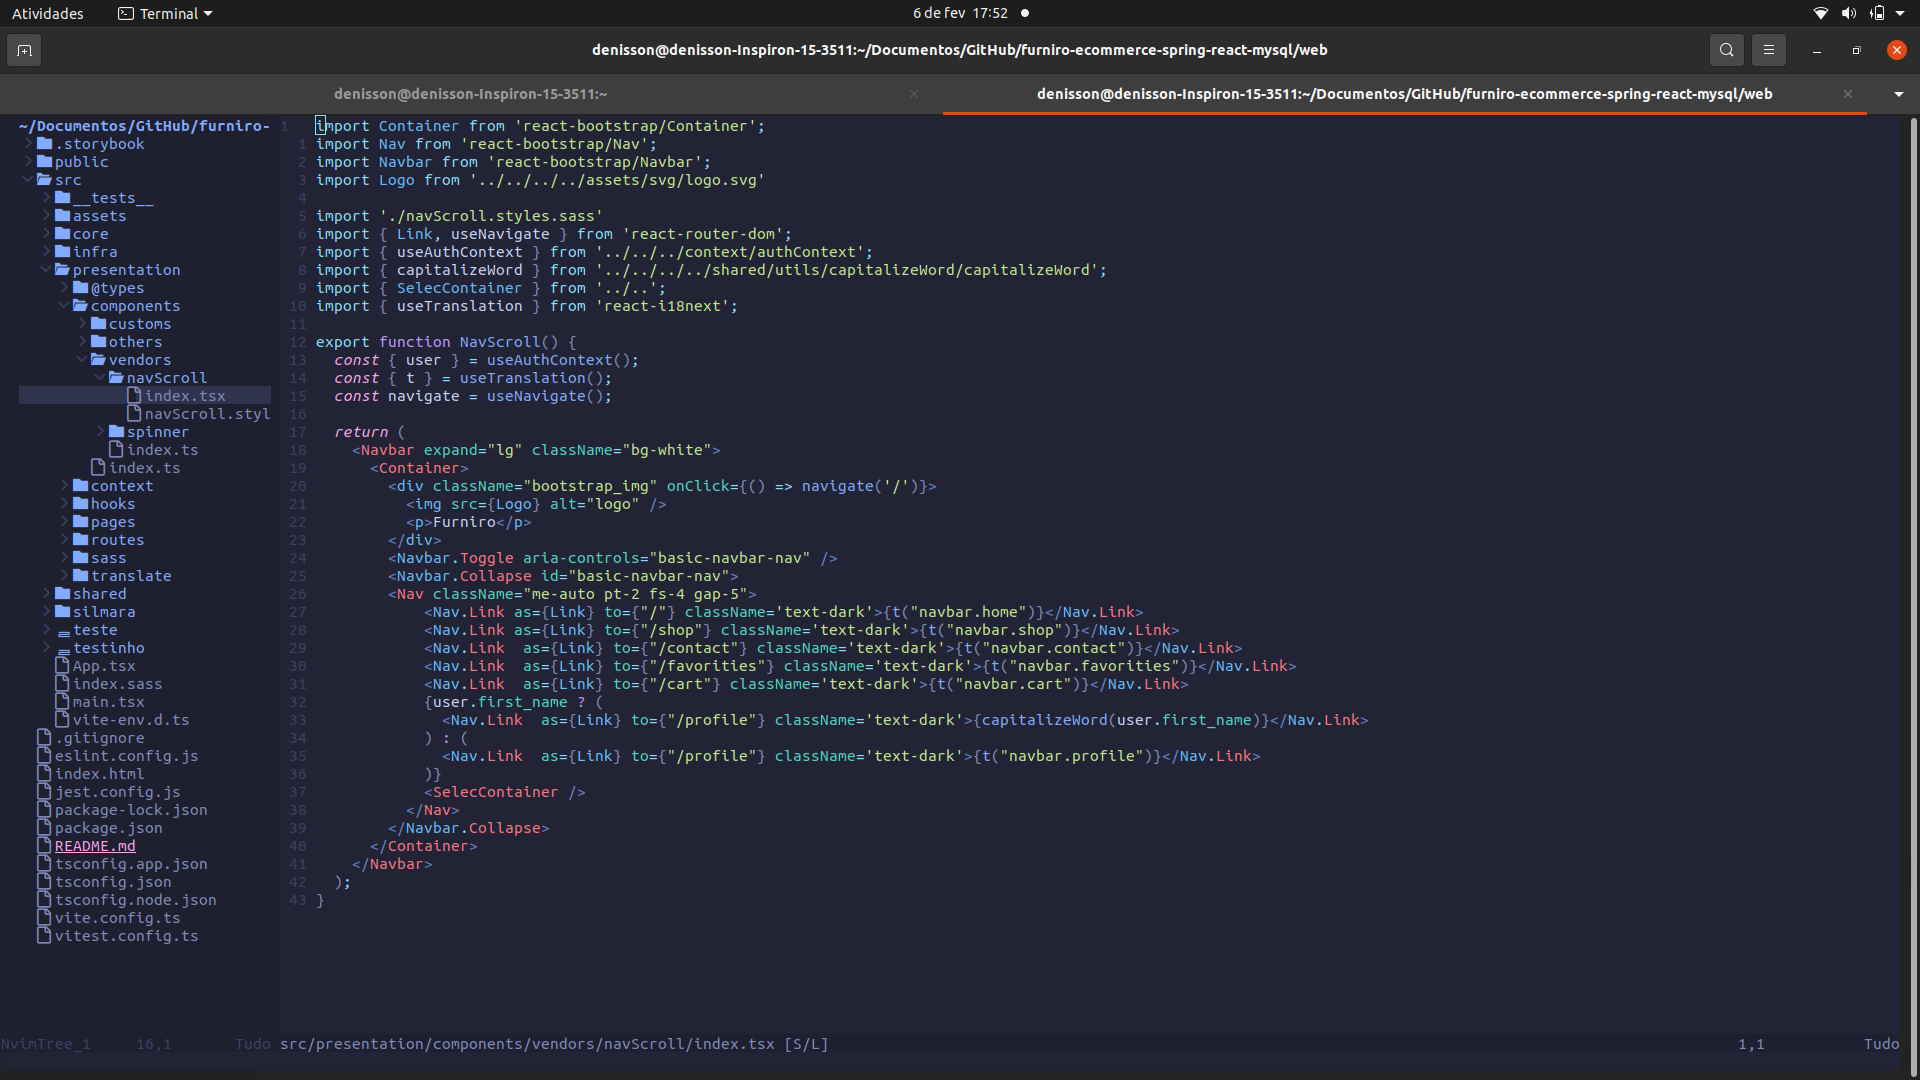 Atividades
Terminal
6 de fev 17:52
denisson@denisson-Inspiron-15-3511:~/Documentos/GitHub/furniro-ecommerce-spring-react-mysql/web
denisson@denisson-Inspiron-15-3511:~
denisson@denisson-Inspiron-15-3511:~/Documentos/GitHub/furniro-ecommerce-spring-react-mysql/web
~/Documentos/GitHub/furniro-
.storybook
public
src
__tests__
assets
core
infra
presentation
@types
components
customs
others
vendors
navScroll
index.tsx
navScroll.styl
spinner
index.ts
index.ts
context
hooks
pages
routes
sass
translate
shared
silmara
teste
testinho
App.tsx
index.sass
main.tsx
vite-env.d.ts
.gitignore
eslint.config.js
index.html
jest.config.js
package-lock.json
package.json
README.md
tsconfig.app.json
tsconfig.json
tsconfig.node.json
vite.config.ts
vitest.config.ts
1 import Container from 'react-bootstrap/Container';
1 import Nav from 'react-bootstrap/Nav';
2 import Navbar from 'react-bootstrap/Navbar';
3 import Logo from '../../../../assets/svg/logo.svg'
4
5 import './navScroll.styles.sass'
6 import { Link, useNavigate } from 'react-router-dom';
7 import { useAuthContext } from '../../../context/authContext';
8 import { capitalizeWord } from '../../../../shared/utils/capitalizeWord/capitalizeWord';
9 import { SelecContainer } from '../..';
10 import { useTranslation } from 'react-i18next';
11
12 export function NavScroll() {
13 const { user } = useAuthContext();
14 const { t } = useTranslation();
15 const navigate = useNavigate();
16
17 return (
18 <Navbar expand="lg" className="bg-white">
19 <Container>
20 <div className="bootstrap_img" onClick={() => navigate('/')}>
21 <img src={Logo} alt="logo" />
22 <p>Furniro</p>
23 </div>
24 <Navbar.Toggle aria-controls="basic-navbar-nav" />
25 <Navbar.Collapse id="basic-navbar-nav">
26 <Nav className="me-auto pt-2 fs-4 gap-5">
27 <Nav.Link as={Link} to={"/"} className='text-dark'>{t("navbar.home")}</Nav.Link>
28 <Nav.Link as={Link} to={"/shop"} className='text-dark'>{t("navbar.shop")}</Nav.Link>
29 <Nav.Link  as={Link} to={"/contact"} className='text-dark'>{t("navbar.contact")}</Nav.Link>
30 <Nav.Link  as={Link} to={"/favorities"} className='text-dark'>{t("navbar.favorities")}</Nav.Link>
31 <Nav.Link  as={Link} to={"/cart"} className='text-dark'>{t("navbar.cart")}</Nav.Link>
32 {user.first_name ? (
33 <Nav.Link  as={Link} to={"/profile"} className='text-dark'>{capitalizeWord(user.first_name)}</Nav.Link>
34 ) : (
35 <Nav.Link  as={Link} to={"/profile"} className='text-dark'>{t("navbar.profile")}</Nav.Link>
36 )}
37 <SelecContainer />
38 </Nav>
39 </Navbar.Collapse>
40 </Container>
41 </Navbar>
42 );
43 }
NvimTree_1 16,1 Tudo src/presentation/components/vendors/navScroll/index.tsx [S/L] 1,1 Tudo